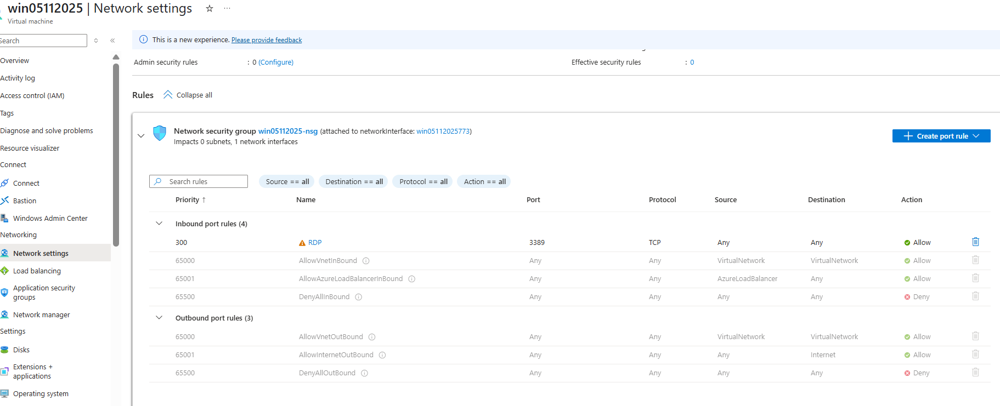 win05112025 | Network settings ☆ ···
Virtual machine
Search
Overview
Activity log
Access control (IAM)
Tags
Diagnose and solve problems
Resource visualizer
Connect
Connect
Bastion
Windows Admin Center
Networking
Network settings
Load balancing
Application security
groups
Network manager
Settings
Disks
Extensions +
applications
Operating system
This is a new experience. Please provide feedback
Admin security rules : 0 (Configure)
Effective security rules : 0
Rules Collapse all
Network security group win05112025-nsg (attached to networkInterface: win05112025773)
Impacts 0 subnets, 1 network interfaces
Create port rule
Search rules Source == all Destination == all Protocol == all Action == all
Priority ↑ Name Port Protocol Source Destination Action
Inbound port rules (4)
300 RDP 3389 TCP Any Any Allow
65000 AllowVnetInBound Any Any VirtualNetwork VirtualNetwork Allow
65001 AllowAzureLoadBalancerInBound Any Any AzureLoadBalancer Any Allow
65500 DenyAllInBound Any Any Any Any Deny
Outbound port rules (3)
65000 AllowVnetOutBound Any Any VirtualNetwork VirtualNetwork Allow
65001 AllowInternetOutBound Any Any Any Internet Allow
65500 DenyAllOutBound Any Any Any Any Deny